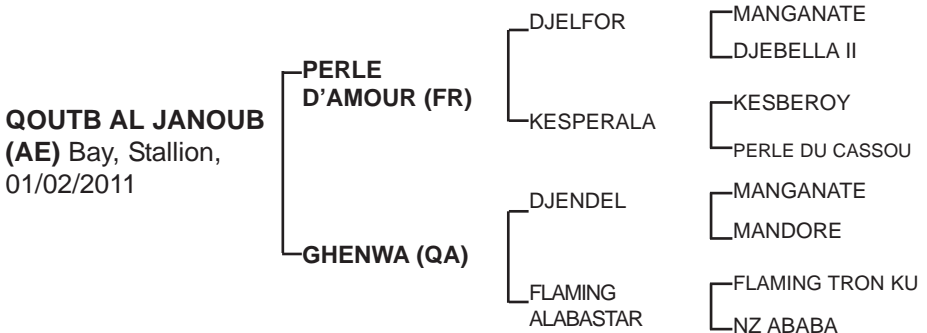 QOUTB AL JANOUB
(AE) Bay, Stallion,
01/02/2011
PERLE
D'AMOUR (FR)
GHENWA (QA)
DJELFOR
KESPERALA
DJENDEL
FLAMING
ALABASTAR
MANGANATE
DJEBELLA II
KESBEROY
PERLE DU CASSOU
MANGANATE
MANDORE
FLAMING TRON KU
NZ ABABA